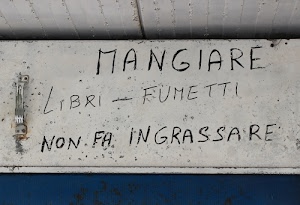 MANGIARE
LIBRI - FUMETTI
NON FA INGRASSARE